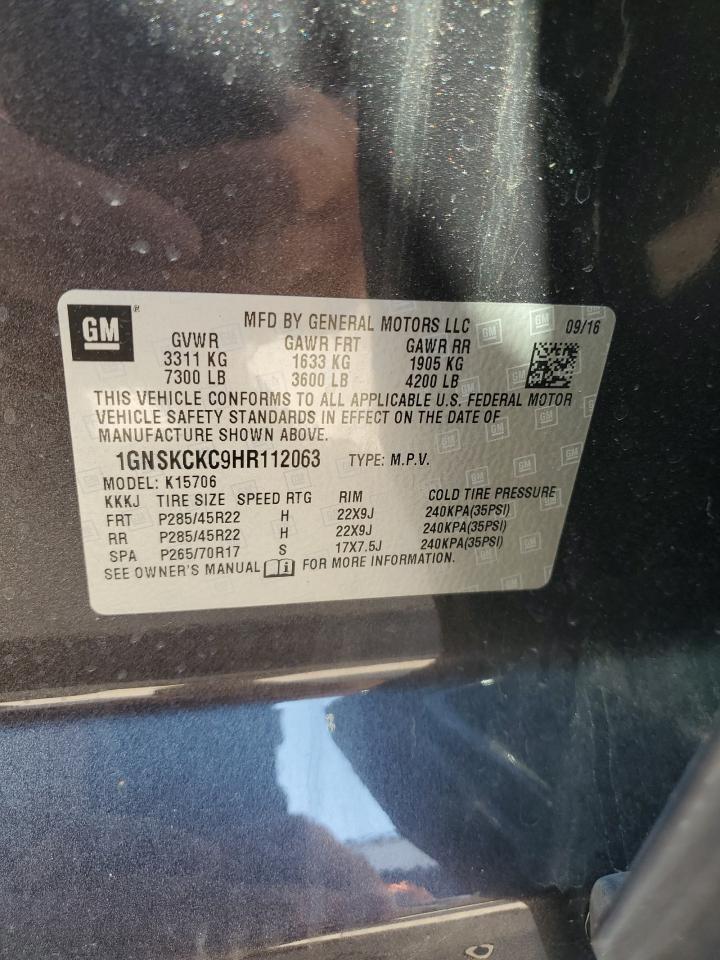 GM ®
MFD BY GENERAL MOTORS LLC 09/16
GVWR GAWR FRT GAWR RR
3311 KG 1633 KG 1905 KG
7300 LB 3600 LB 4200 LB
THIS VEHICLE CONFORMS TO ALL APPLICABLE U.S. FEDERAL MOTOR
VEHICLE SAFETY STANDARDS IN EFFECT ON THE DATE OF
MANUFACTURE SHOWN ABOVE.
1GNSKCKC9HR112063 TYPE: M.P.V.
MODEL: K15706
KKKJ TIRE SIZE SPEED RTG RIM COLD TIRE PRESSURE
FRT P285/45R22 H 22X9J 240KPA(35PSI)
RR P285/45R22 H 22X9J 240KPA(35PSI)
SPA P265/70R17 S 17X7.5J 240KPA(35PSI)
SEE OWNER'S MANUAL i FOR MORE INFORMATION.